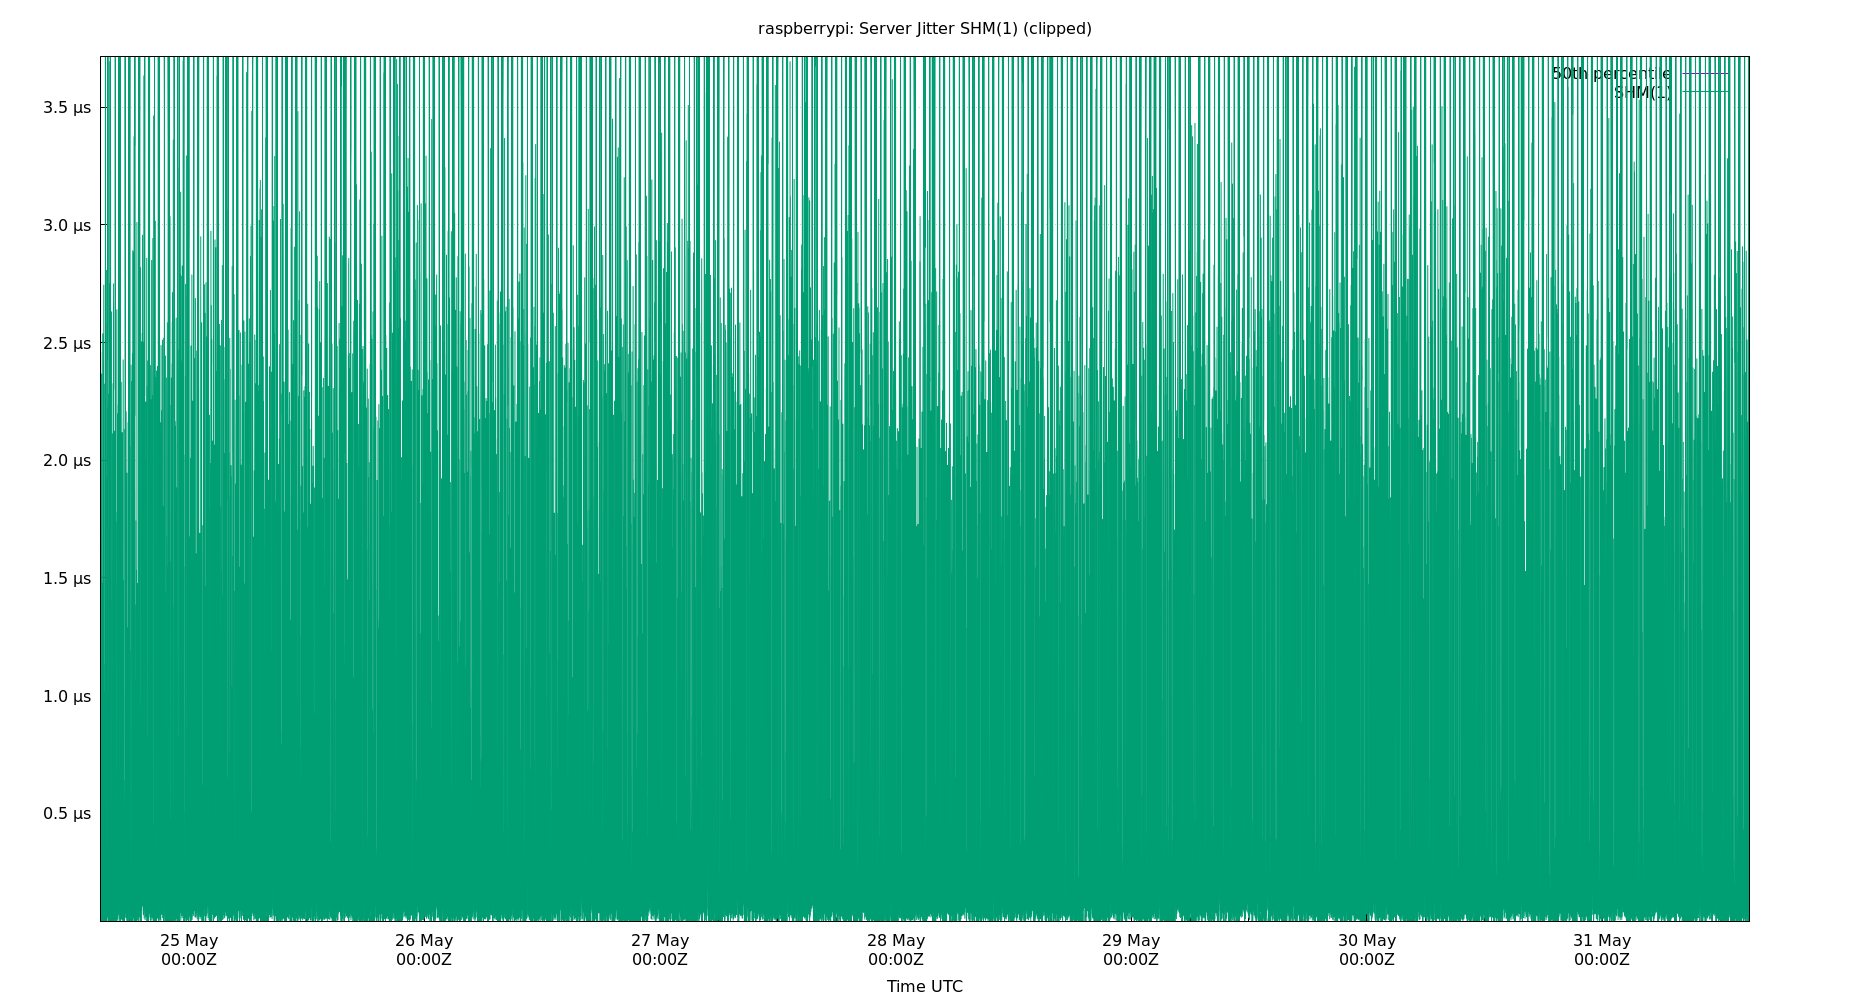 raspberrypi: Server Jitter SHM(1) (clipped)
50th percentile
SHM(1)
3.5 µs
3.0 µs
2.5 µs
2.0 µs
1.5 µs
1.0 µs
0.5 µs
25 May 26 May 27 May 28 May 29 May 30 May 31 May
00:00Z 00:00Z 00:00Z 00:00Z 00:00Z 00:00Z 00:00Z
Time UTC